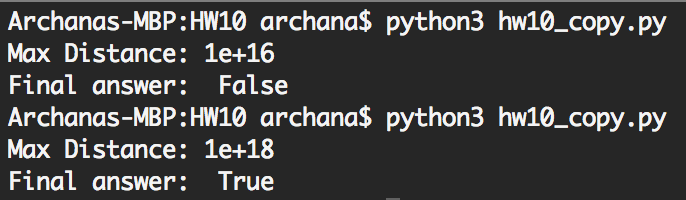 Archanas-MBP:HW10 archana$ python3 hw10_copy.py
Max Distance: 1e+16
Final answer:  False
Archanas-MBP:HW10 archana$ python3 hw10_copy.py
Max Distance: 1e+18
Final answer:  True